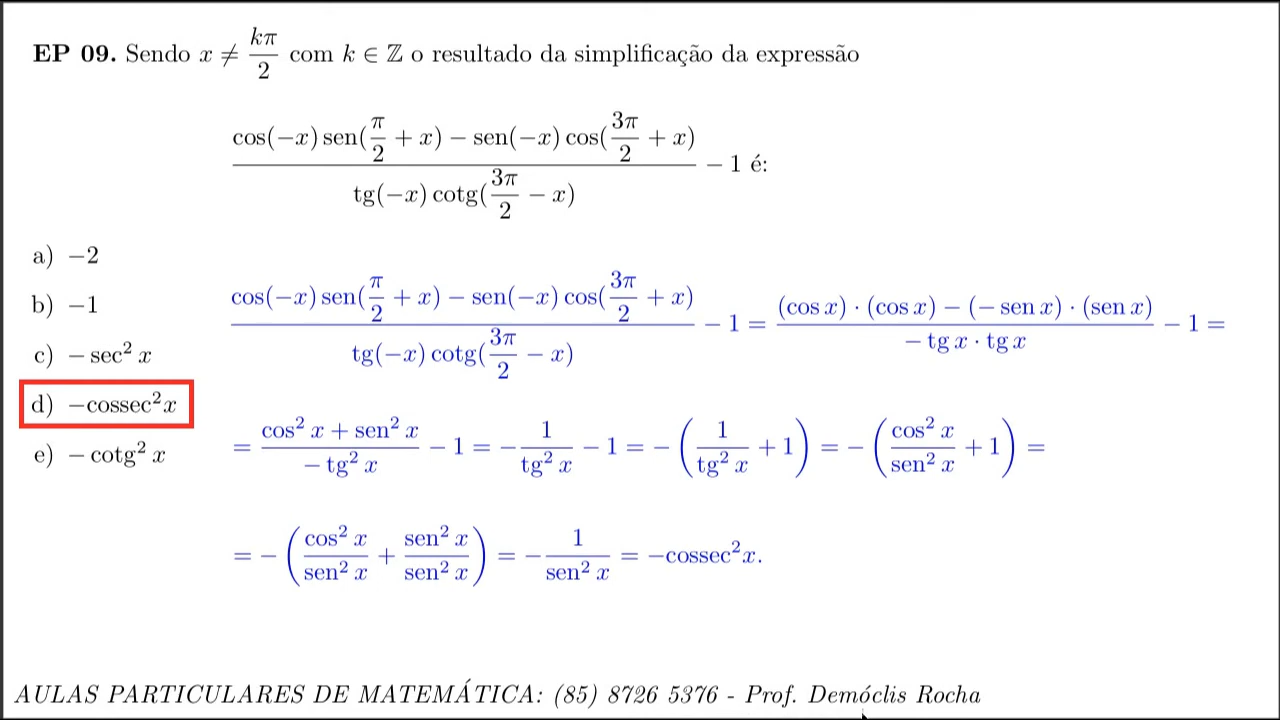 EP 09. Sendo x ≠ kπ/2 com k ∈ ℤ o resultado da simplificação da expressão
(cos(−x) sen(π/2 + x) − sen(−x) cos(3π/2 + x)) / (tg(−x) cotg(3π/2 − x)) − 1 é:
a) −2
b) −1
c) − sec² x
d) −cossec²x
e) − cotg² x
(cos(−x) sen(π/2 + x) − sen(−x) cos(3π/2 + x)) / (tg(−x) cotg(3π/2 − x)) − 1 = ((cos x) · (cos x) − (− sen x) · (sen x)) / (− tg x · tg x) − 1 =
= (cos² x + sen² x) / (− tg² x) − 1 = − 1/(tg² x) − 1 = − (1/(tg² x) + 1) = − (cos² x/sen² x + 1) =
= − (cos² x/sen² x + sen² x/sen² x) = − 1/(sen² x) = −cossec²x.
AULAS PARTICULARES DE MATEMÁTICA: (85) 8726 5376 - Prof. Demóclis Rocha